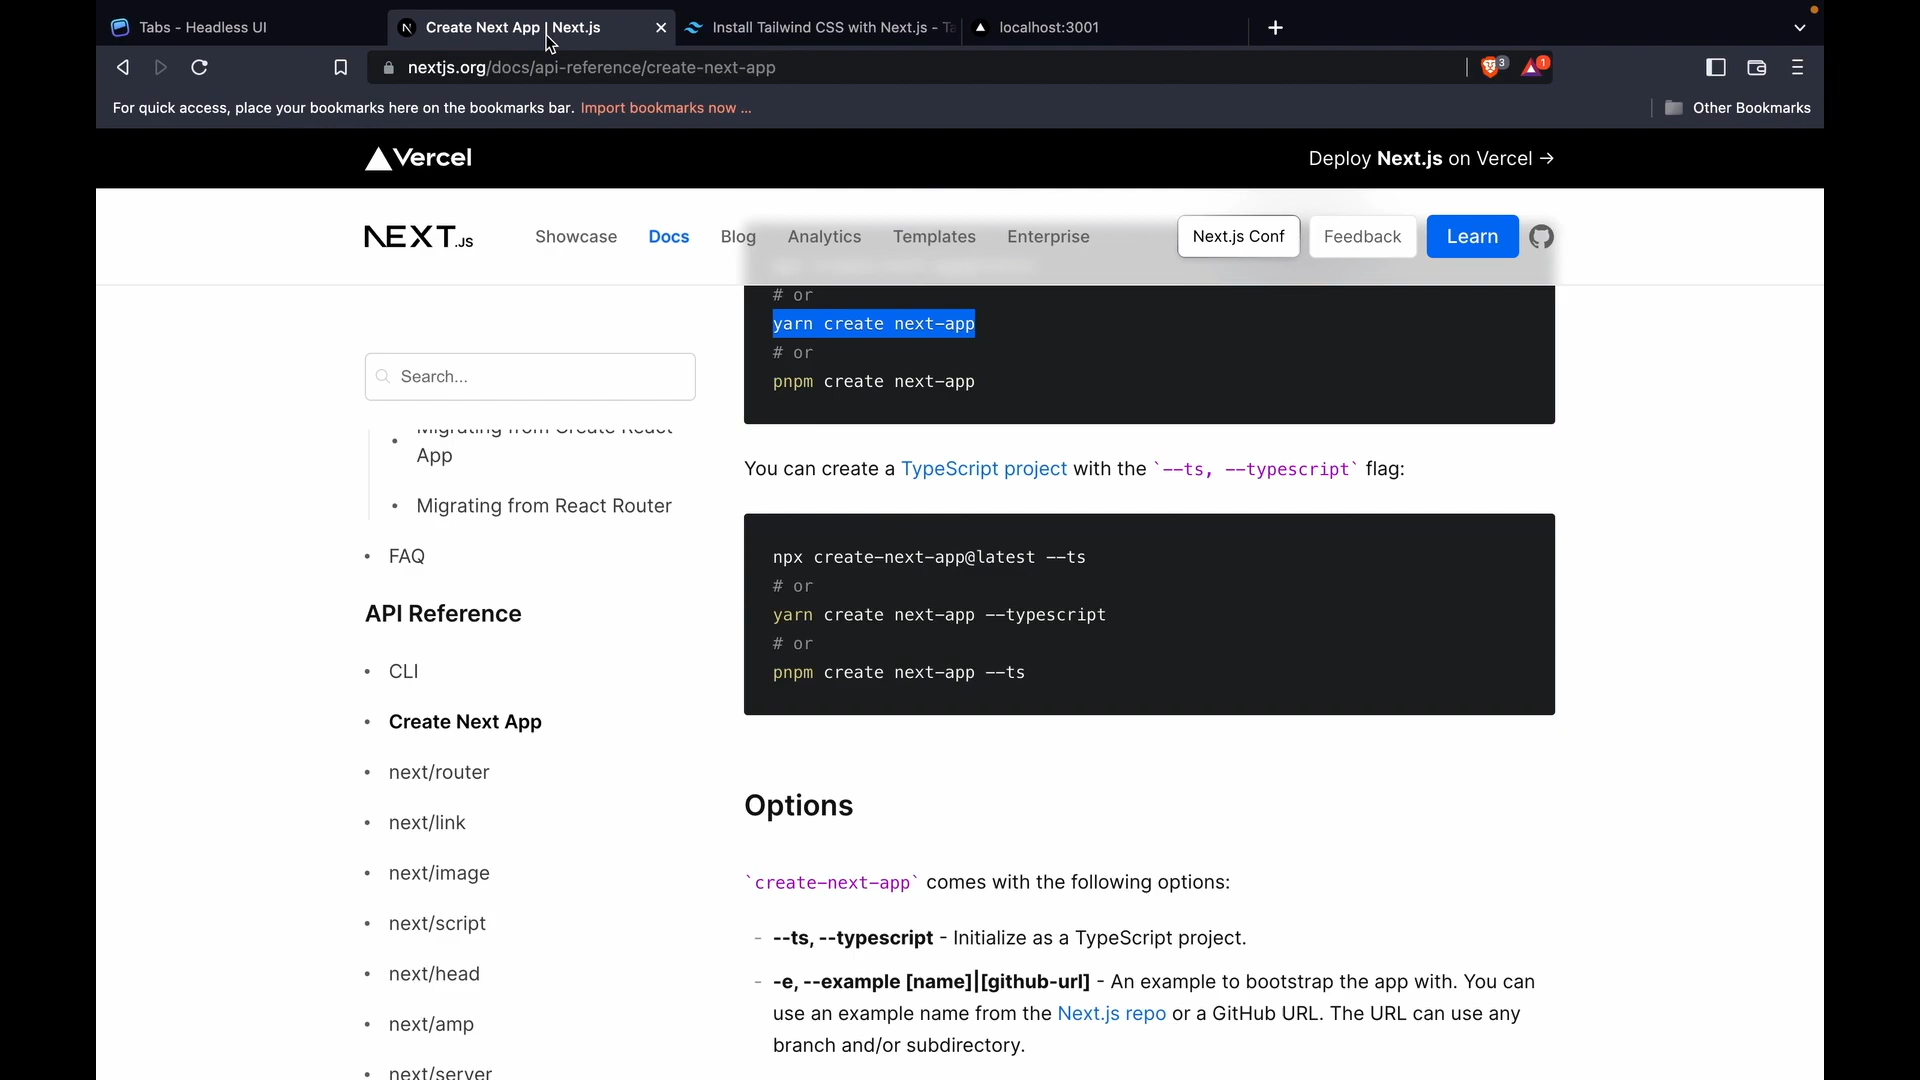 Tabs - Headless UI
Create Next App | Next.js
Install Tailwind CSS with Next.js - Ta
localhost:3001
nextjs.org/docs/api-reference/create-next-app
3
1
For quick access, place your bookmarks here on the bookmarks bar. Import bookmarks now ...
Other Bookmarks
Vercel
Deploy Next.js on Vercel →
NEXT.JS
Showcase
Docs
Blog
Analytics
Templates
Enterprise
Next.js Conf
Feedback
Learn
Search...
Migrating from Create React
App
• Migrating from React Router
• FAQ
API Reference
• CLI
• Create Next App
• next/router
• next/link
• next/image
• next/script
• next/head
• next/amp
• next/server
# or
yarn create next-app
# or
pnpm create next-app
You can create a TypeScript project with the `--ts, --typescript` flag:
npx create-next-app@latest --ts
# or
yarn create next-app --typescript
# or
pnpm create next-app --ts
Options
`create-next-app` comes with the following options:
- --ts, --typescript - Initialize as a TypeScript project.
- -e, --example [name]|[github-url] - An example to bootstrap the app with. You can
use an example name from the Next.js repo or a GitHub URL. The URL can use any
branch and/or subdirectory.